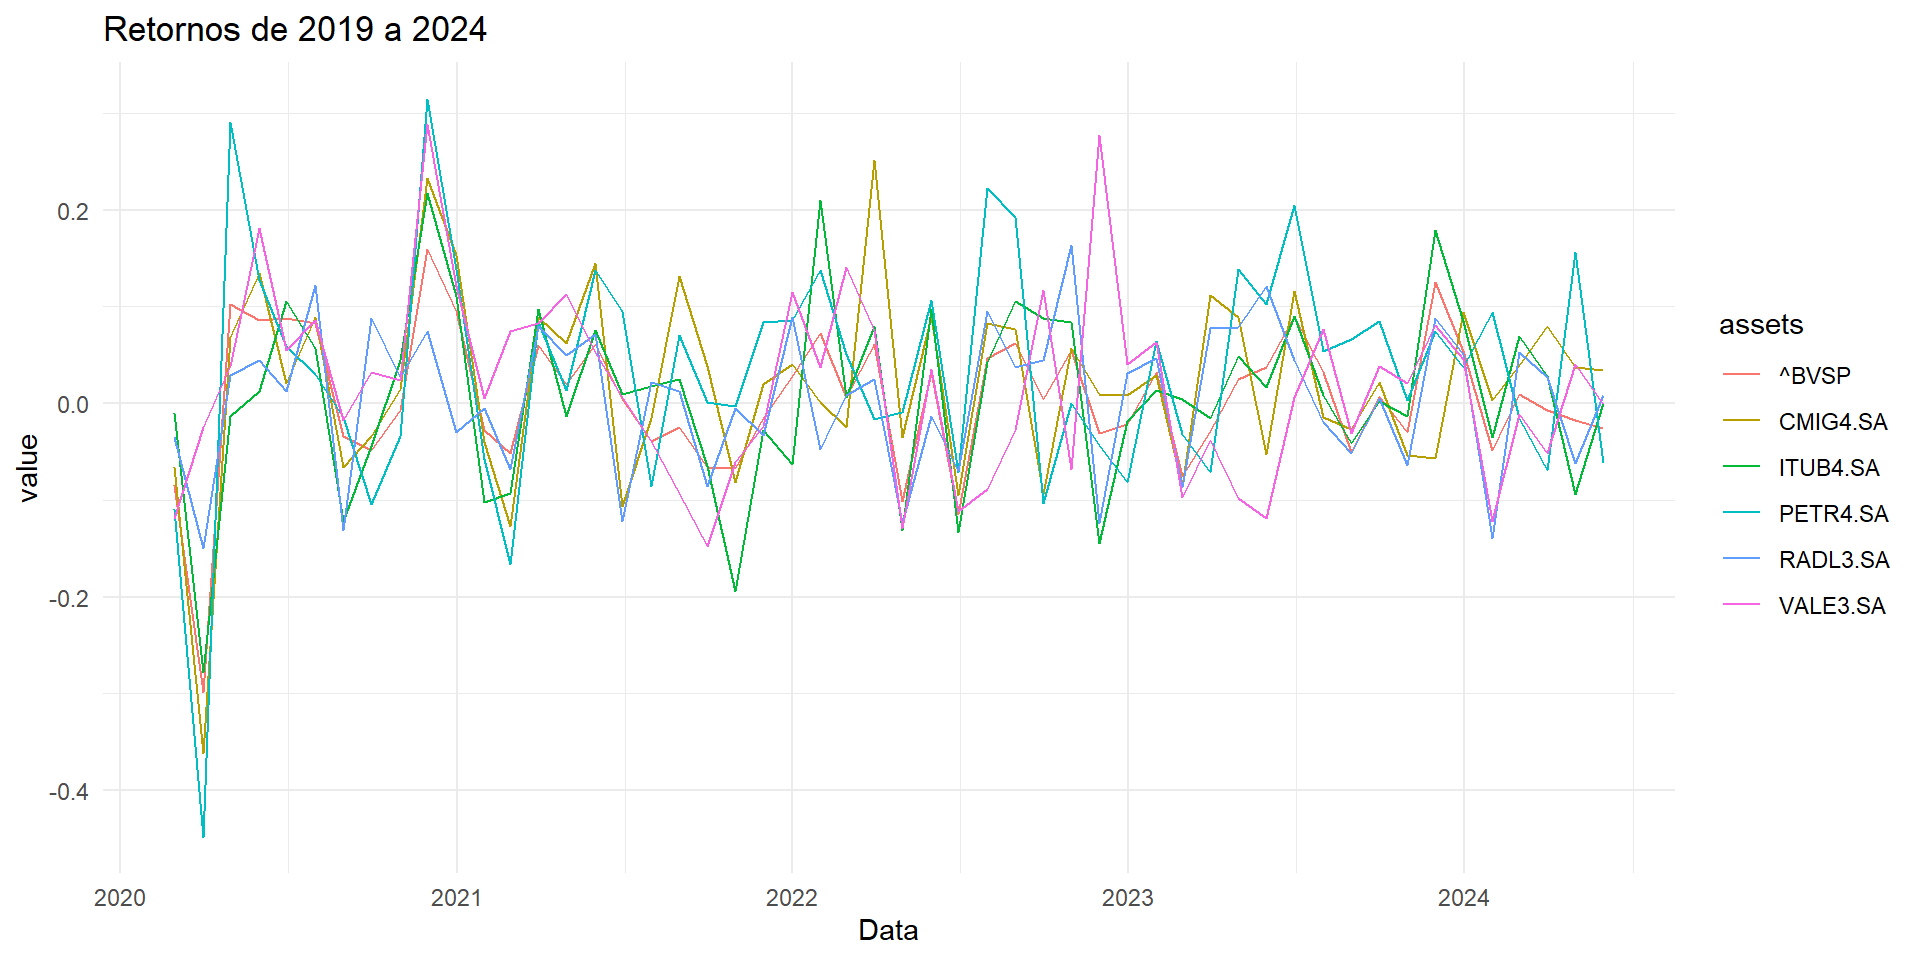 Retornos de 2019 a 2024
value
0.2
0.0
-0.2
-0.4
2020
2021
2022
2023
2024
Data
assets
^BVSP
CMIG4.SA
ITUB4.SA
PETR4.SA
RADL3.SA
VALE3.SA